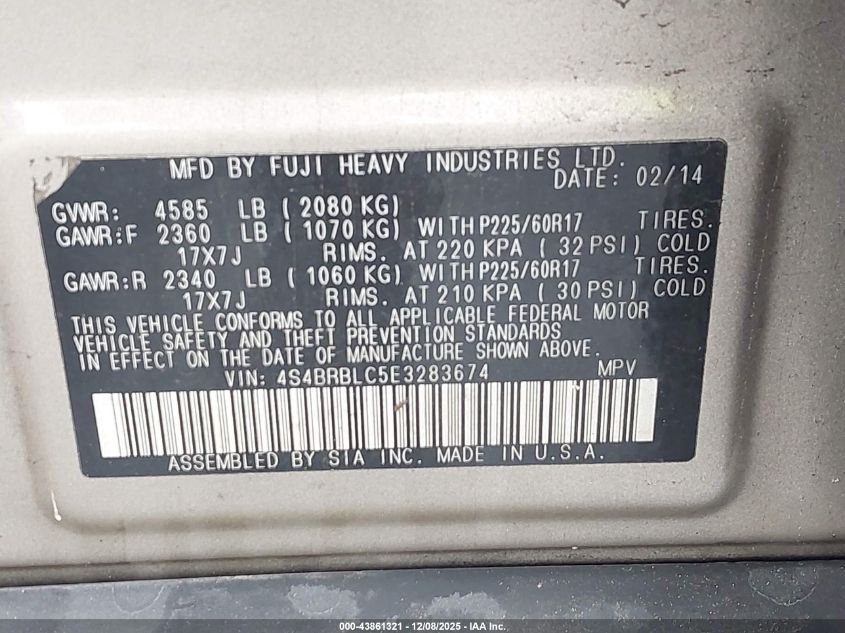 MFD BY FUJI HEAVY INDUSTRIES LTD.
DATE: 02/14
GVWR: 4585 LB ( 2080 KG)
GAWR:F 2360 LB ( 1070 KG) WITH P225/60R17 TIRES.
17X7J RIMS. AT 220 KPA ( 32 PSI) COLD
GAWR:R 2340 LB ( 1060 KG) WITH P225/60R17 TIRES.
17X7J RIMS. AT 210 KPA ( 30 PSI) COLD
THIS VEHICLE CONFORMS TO ALL APPLICABLE FEDERAL MOTOR
VEHICLE SAFETY AND THEFT PREVENTION STANDARDS
IN EFFECT ON THE DATE OF MANUFACTURE SHOWN ABOVE.
VIN: 4S4BRBLC5E3283674 MPV
ASSEMBLED BY SIA INC. MADE IN U.S.A.
000-43861321 - 12/08/2025 - IAA Inc.